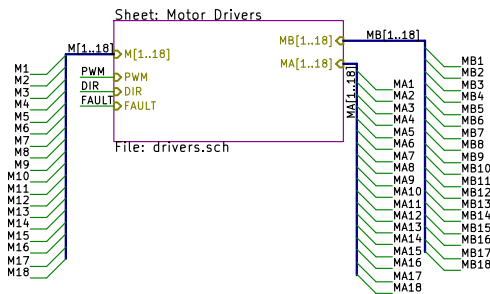 Sheet: Motor Drivers
M[1..18]
M[1..18]
PWM
PWM
DIR
DIR
FAULT
FAULT
MB[1..18]
MB[1..18]
MA[1..18]
MA[1..18]
File: drivers.sch
M1
M2
M3
M4
M5
M6
M7
M8
M9
M10
M11
M12
M13
M14
M15
M16
M17
M18
MA1
MA2
MA3
MA4
MA5
MA6
MA7
MA8
MA9
MA10
MA11
MA12
MA13
MA14
MA15
MA16
MA17
MA18
MB1
MB2
MB3
MB4
MB5
MB6
MB7
MB8
MB9
MB10
MB11
MB12
MB13
MB14
MB15
MB16
MB17
MB18